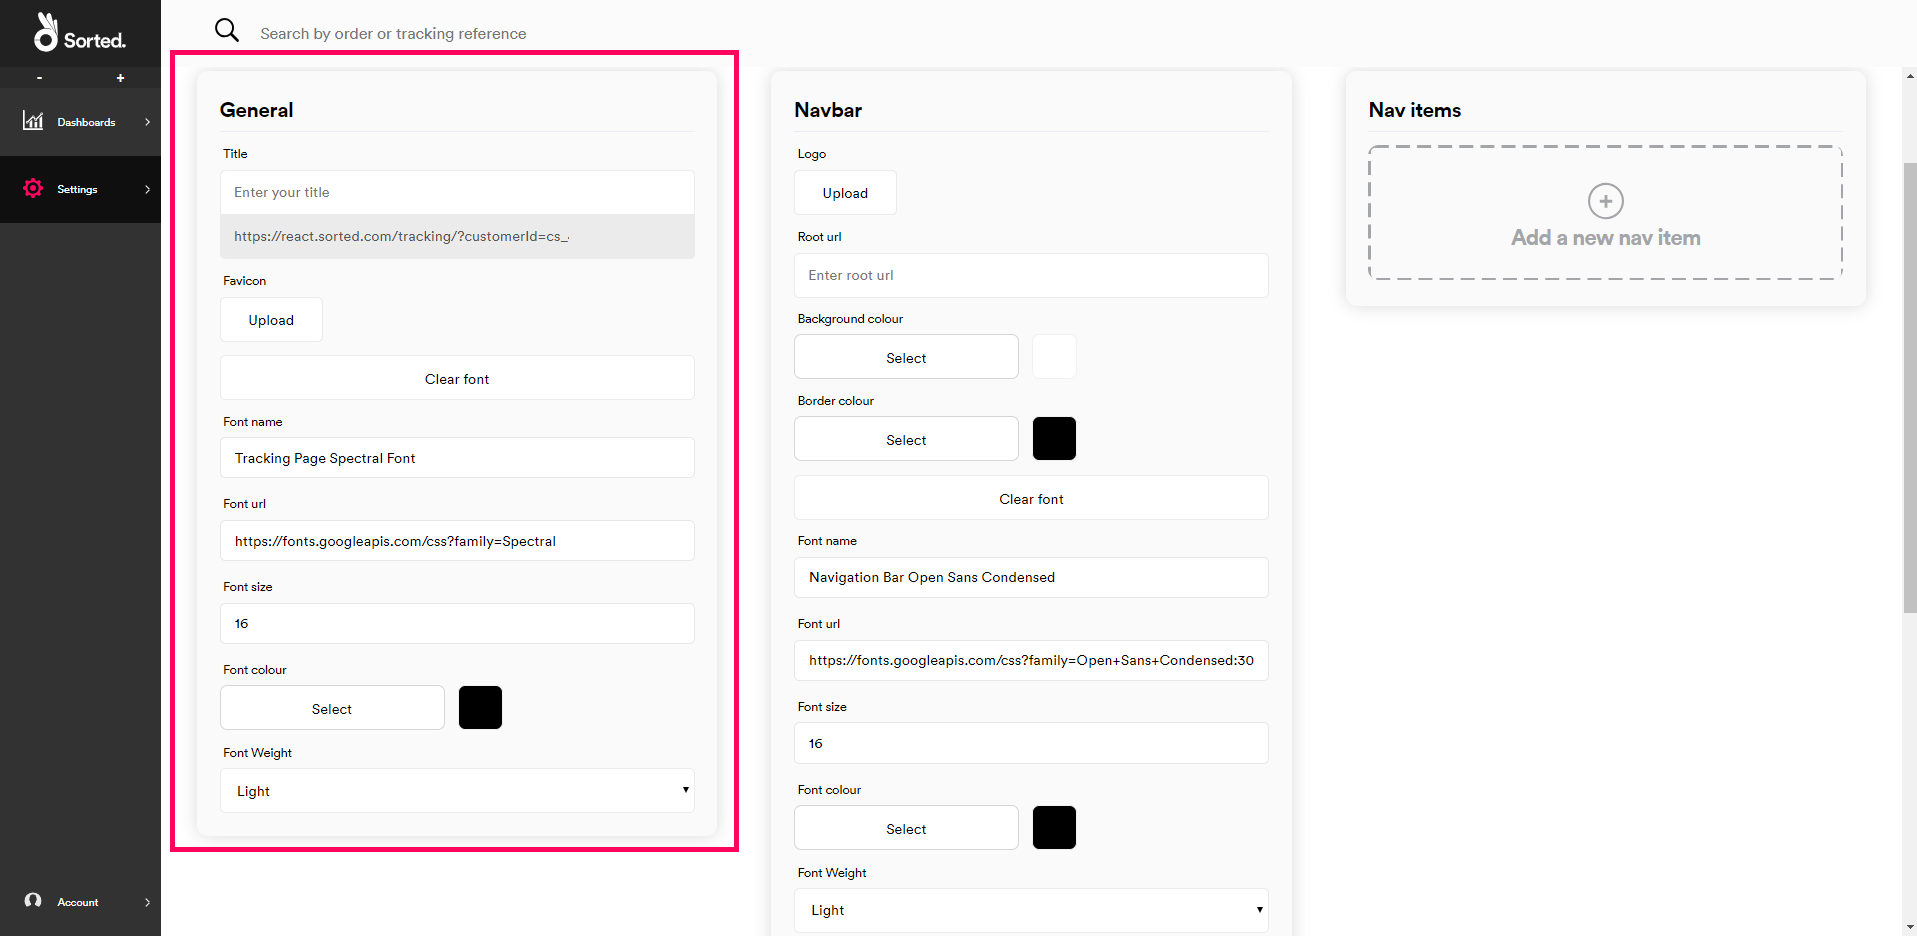 Sorted.
Search by order or tracking reference
- +
Dashboards
Settings
Account
General
Title
Enter your title
https://react.sorted.com/tracking/?customerId=cs_
Favicon
Upload
Clear font
Font name
Tracking Page Spectral Font
Font url
https://fonts.googleapis.com/css?family=Spectral
Font size
16
Font colour
Select
Font Weight
Light
Navbar
Logo
Upload
Root url
Enter root url
Background colour
Select
Border colour
Select
Clear font
Font name
Navigation Bar Open Sans Condensed
Font url
https://fonts.googleapis.com/css?family=Open+Sans+Condensed:30
Font size
16
Font colour
Select
Font Weight
Light
Nav items
Add a new nav item